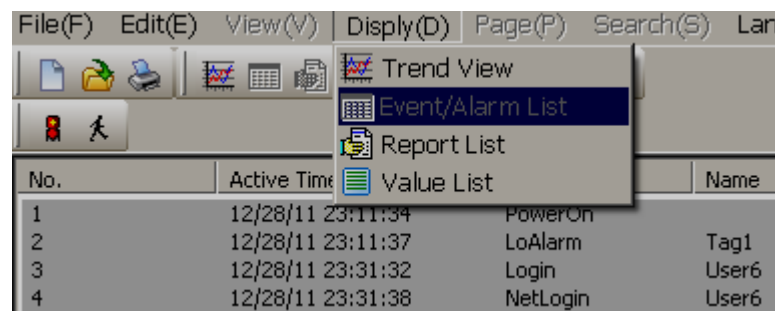 File(F) Edit(E) View(V) Disply(D) Page(P) Search(S) Lan
Trend View
Event/Alarm List
Report List
Value List
No. Active Time Name
1 12/28/11 23:11:34 PowerOn
2 12/28/11 23:11:37 LoAlarm Tag1
3 12/28/11 23:31:32 Login User6
4 12/28/11 23:31:38 NetLogin User6